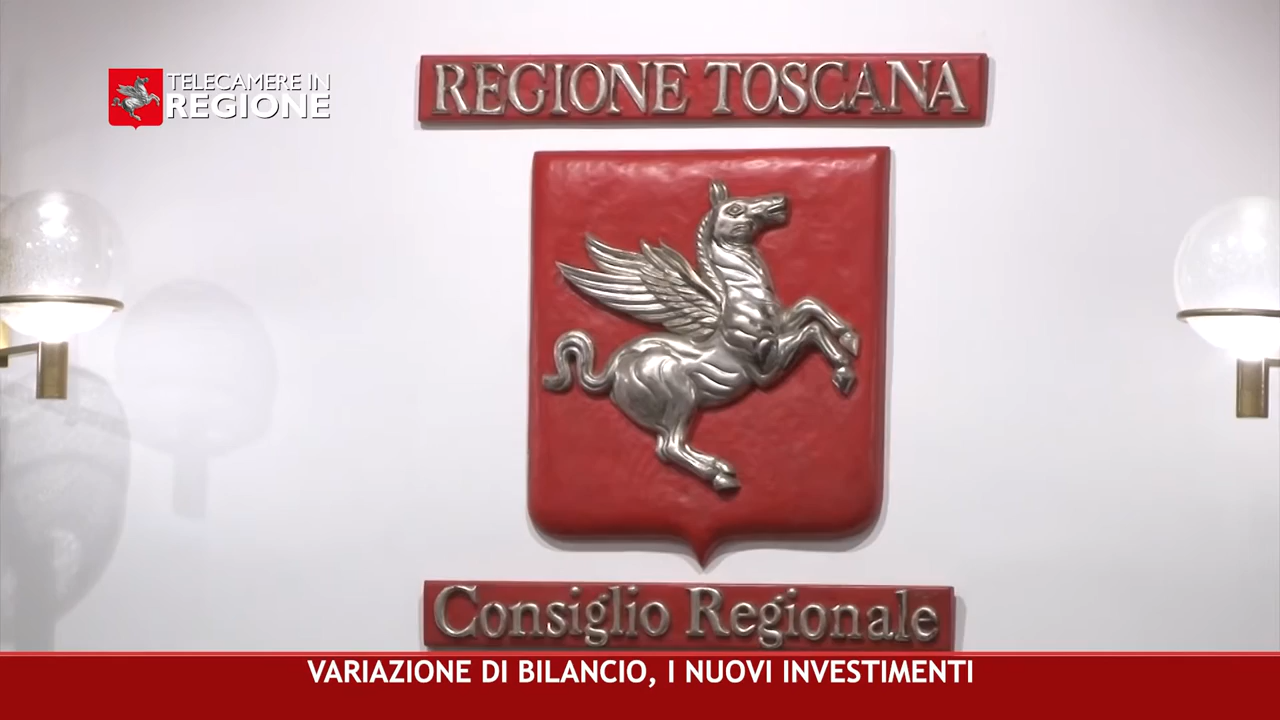 TELECAMERE IN
REGIONE
REGIONE TOSCANA
Consiglio Regionale
VARIAZIONE DI BILANCIO, I NUOVI INVESTIMENTI